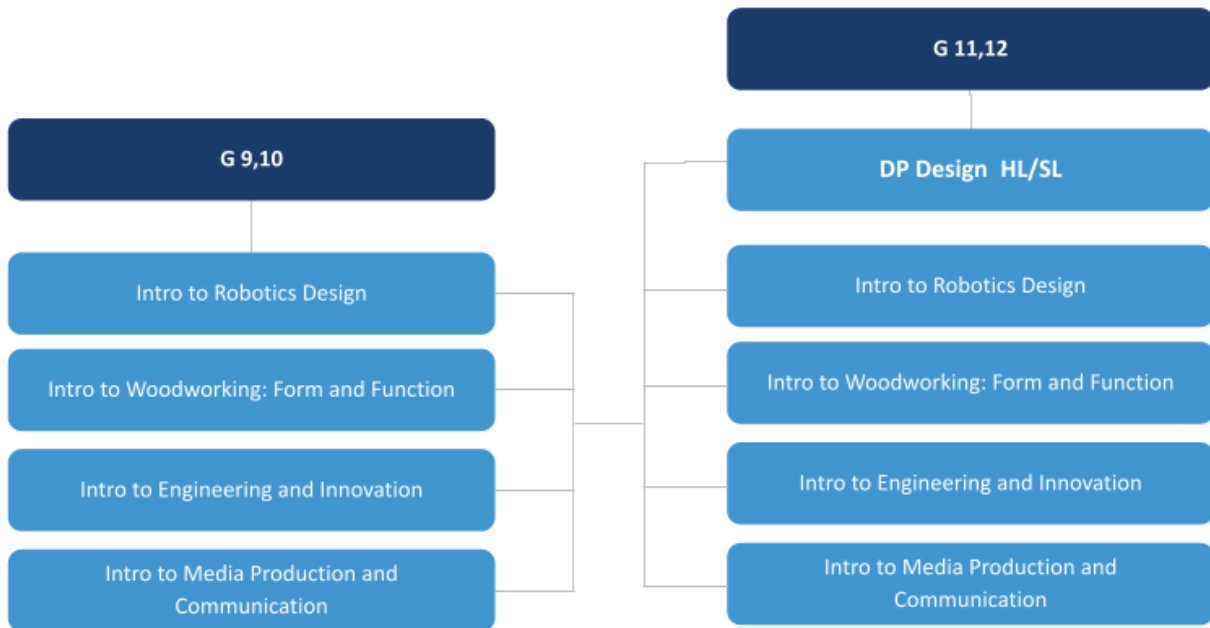 G 9,10
Intro to Robotics Design
Intro to Woodworking: Form and Function
Intro to Engineering and Innovation
Intro to Media Production and
Communication
G 11,12
DP Design HL/SL
Intro to Robotics Design
Intro to Woodworking: Form and Function
Intro to Engineering and Innovation
Intro to Media Production and
Communication